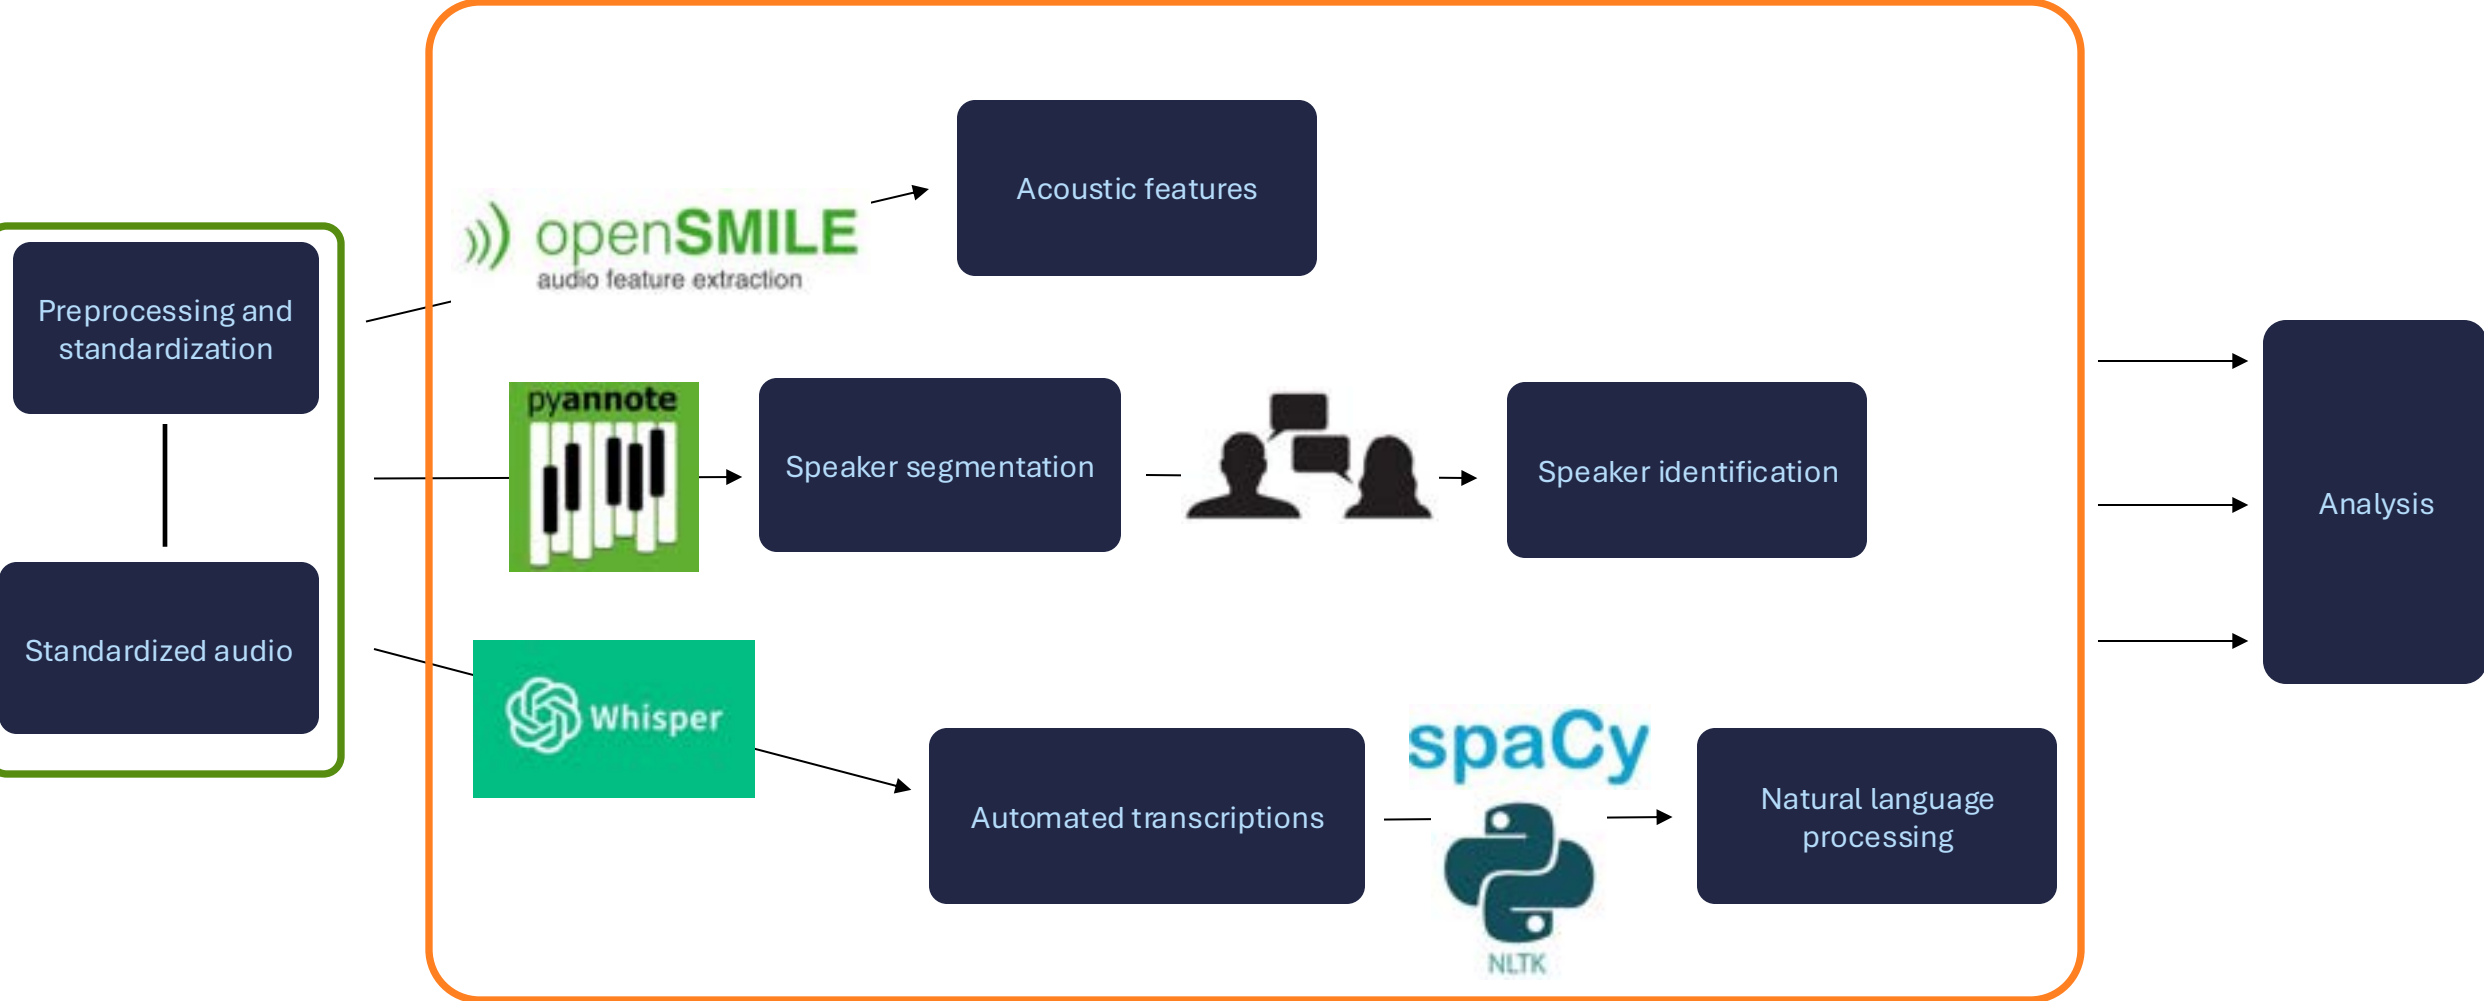 Preprocessing and
standardization
Standardized audio
openSMILE
audio feature extraction
Acoustic features
pyannote
Speaker segmentation
Speaker identification
Whisper
Automated transcriptions
spaCy
NLTK
Natural language
processing
Analysis